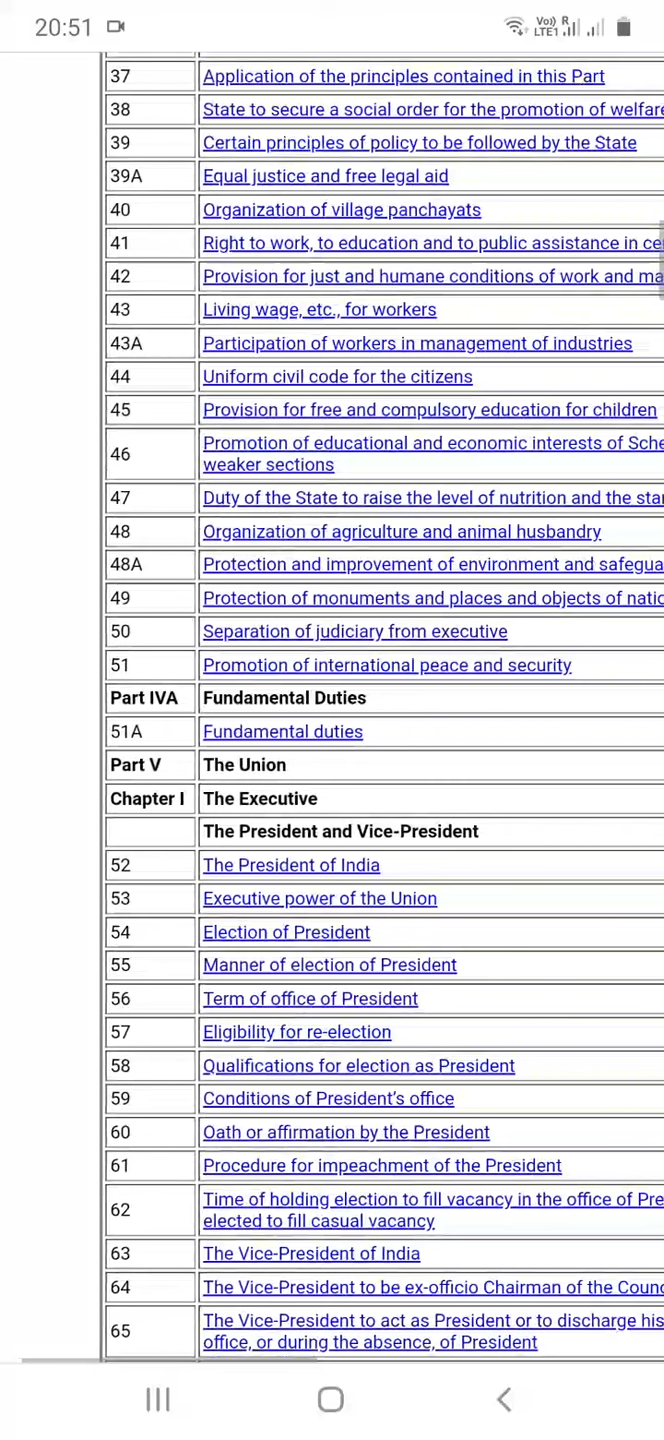 20:51 Vo)) R LTE1
37 Application of the principles contained in this Part
38 State to secure a social order for the promotion of welfare
39 Certain principles of policy to be followed by the State
39A Equal justice and free legal aid
40 Organization of village panchayats
41 Right to work, to education and to public assistance in ce
42 Provision for just and humane conditions of work and ma
43 Living wage, etc., for workers
43A Participation of workers in management of industries
44 Uniform civil code for the citizens
45 Provision for free and compulsory education for children
46 Promotion of educational and economic interests of Sche
weaker sections
47 Duty of the State to raise the level of nutrition and the sta
48 Organization of agriculture and animal husbandry
48A Protection and improvement of environment and safegua
49 Protection of monuments and places and objects of natio
50 Separation of judiciary from executive
51 Promotion of international peace and security
Part IVA Fundamental Duties
51A Fundamental duties
Part V The Union
Chapter I The Executive
The President and Vice-President
52 The President of India
53 Executive power of the Union
54 Election of President
55 Manner of election of President
56 Term of office of President
57 Eligibility for re-election
58 Qualifications for election as President
59 Conditions of President's office
60 Oath or affirmation by the President
61 Procedure for impeachment of the President
62 Time of holding election to fill vacancy in the office of Pre
elected to fill casual vacancy
63 The Vice-President of India
64 The Vice-President to be ex-officio Chairman of the Counc
65 The Vice-President to act as President or to discharge his
office, or during the absence, of President